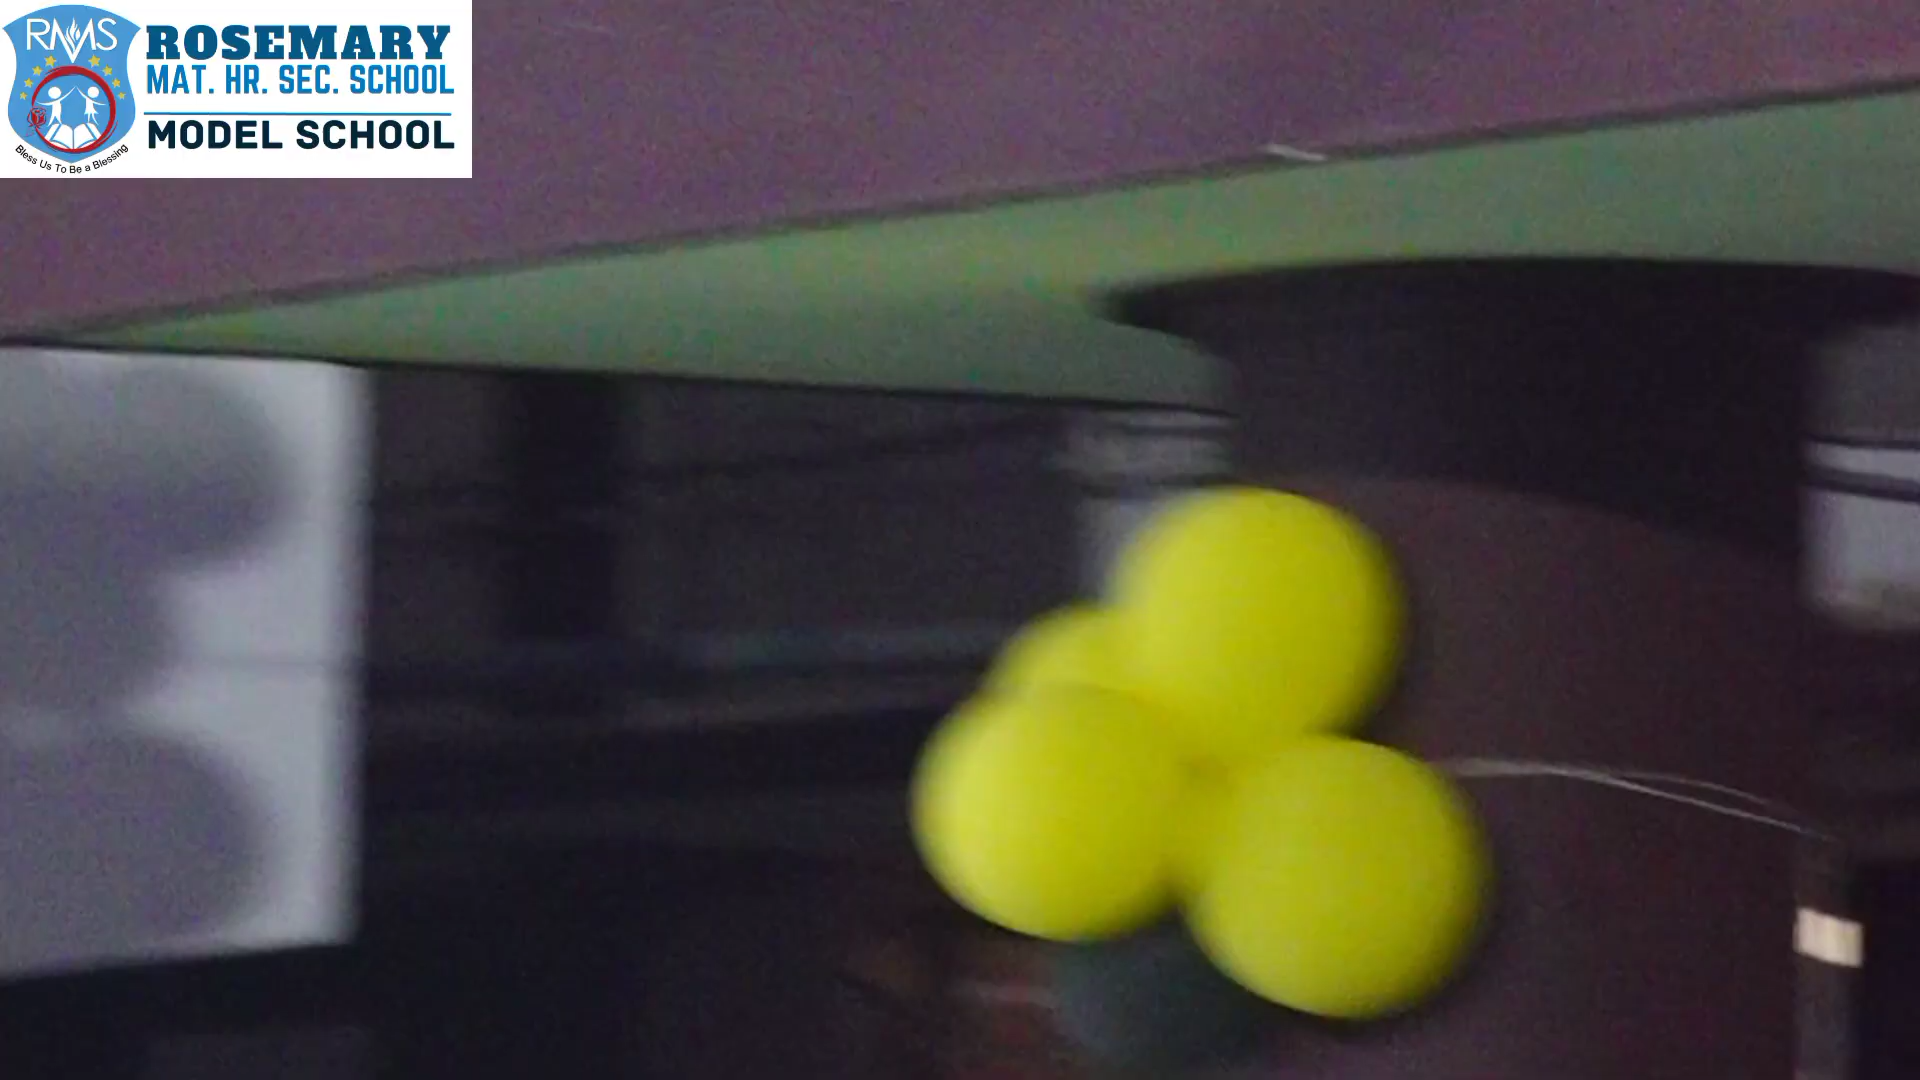 RMS
ROSEMARY
MAT. HR. SEC. SCHOOL
MODEL SCHOOL
Bless Us To Be a Blessing